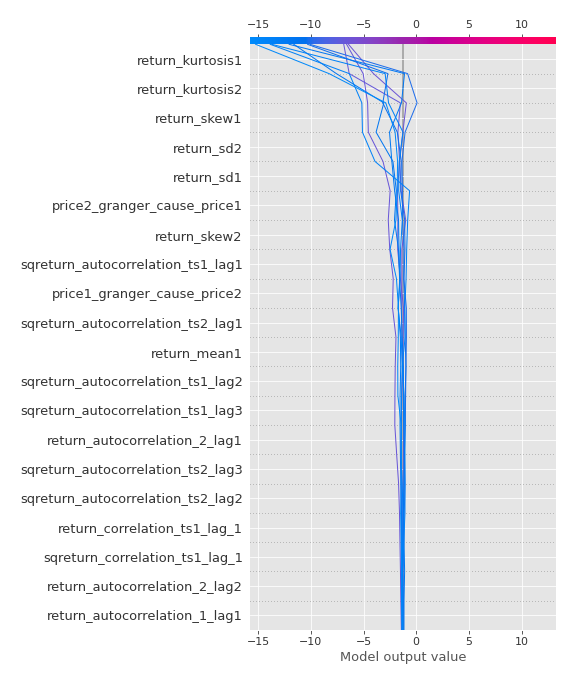 −15 −10 −5 0 5 10
return_kurtosis1
return_kurtosis2
return_skew1
return_sd2
return_sd1
price2_granger_cause_price1
return_skew2
sqreturn_autocorrelation_ts1_lag1
price1_granger_cause_price2
sqreturn_autocorrelation_ts2_lag1
return_mean1
sqreturn_autocorrelation_ts1_lag2
sqreturn_autocorrelation_ts1_lag3
return_autocorrelation_2_lag1
sqreturn_autocorrelation_ts2_lag3
sqreturn_autocorrelation_ts2_lag2
return_correlation_ts1_lag_1
sqreturn_correlation_ts1_lag_1
return_autocorrelation_2_lag2
return_autocorrelation_1_lag1
−15 −10 −5 0 5 10
Model output value